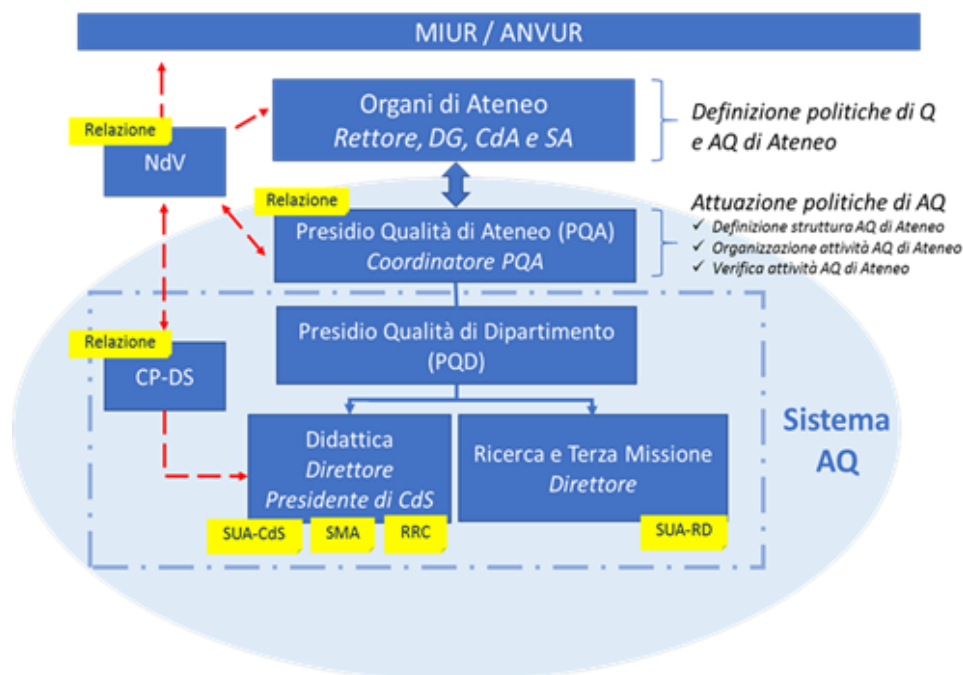 MIUR / ANVUR
Organi di Ateneo
Rettore, DG, CdA e SA
Definizione politiche di Q
e AQ di Ateneo
Relazione
NdV
Relazione
Presidio Qualità di Ateneo (PQA)
Coordinatore PQA
Attuazione politiche di AQ
✓ Definizione struttura AQ di Ateneo
✓ Organizzazione attività AQ di Ateneo
✓ Verifica attività AQ di Ateneo
Presidio Qualità di Dipartimento
(PQD)
Relazione
CP-DS
Didattica
Direttore
Presidente di CdS
Ricerca e Terza Missione
Direttore
Sistema
AQ
SUA-CdS
SMA
RRC
SUA-RD